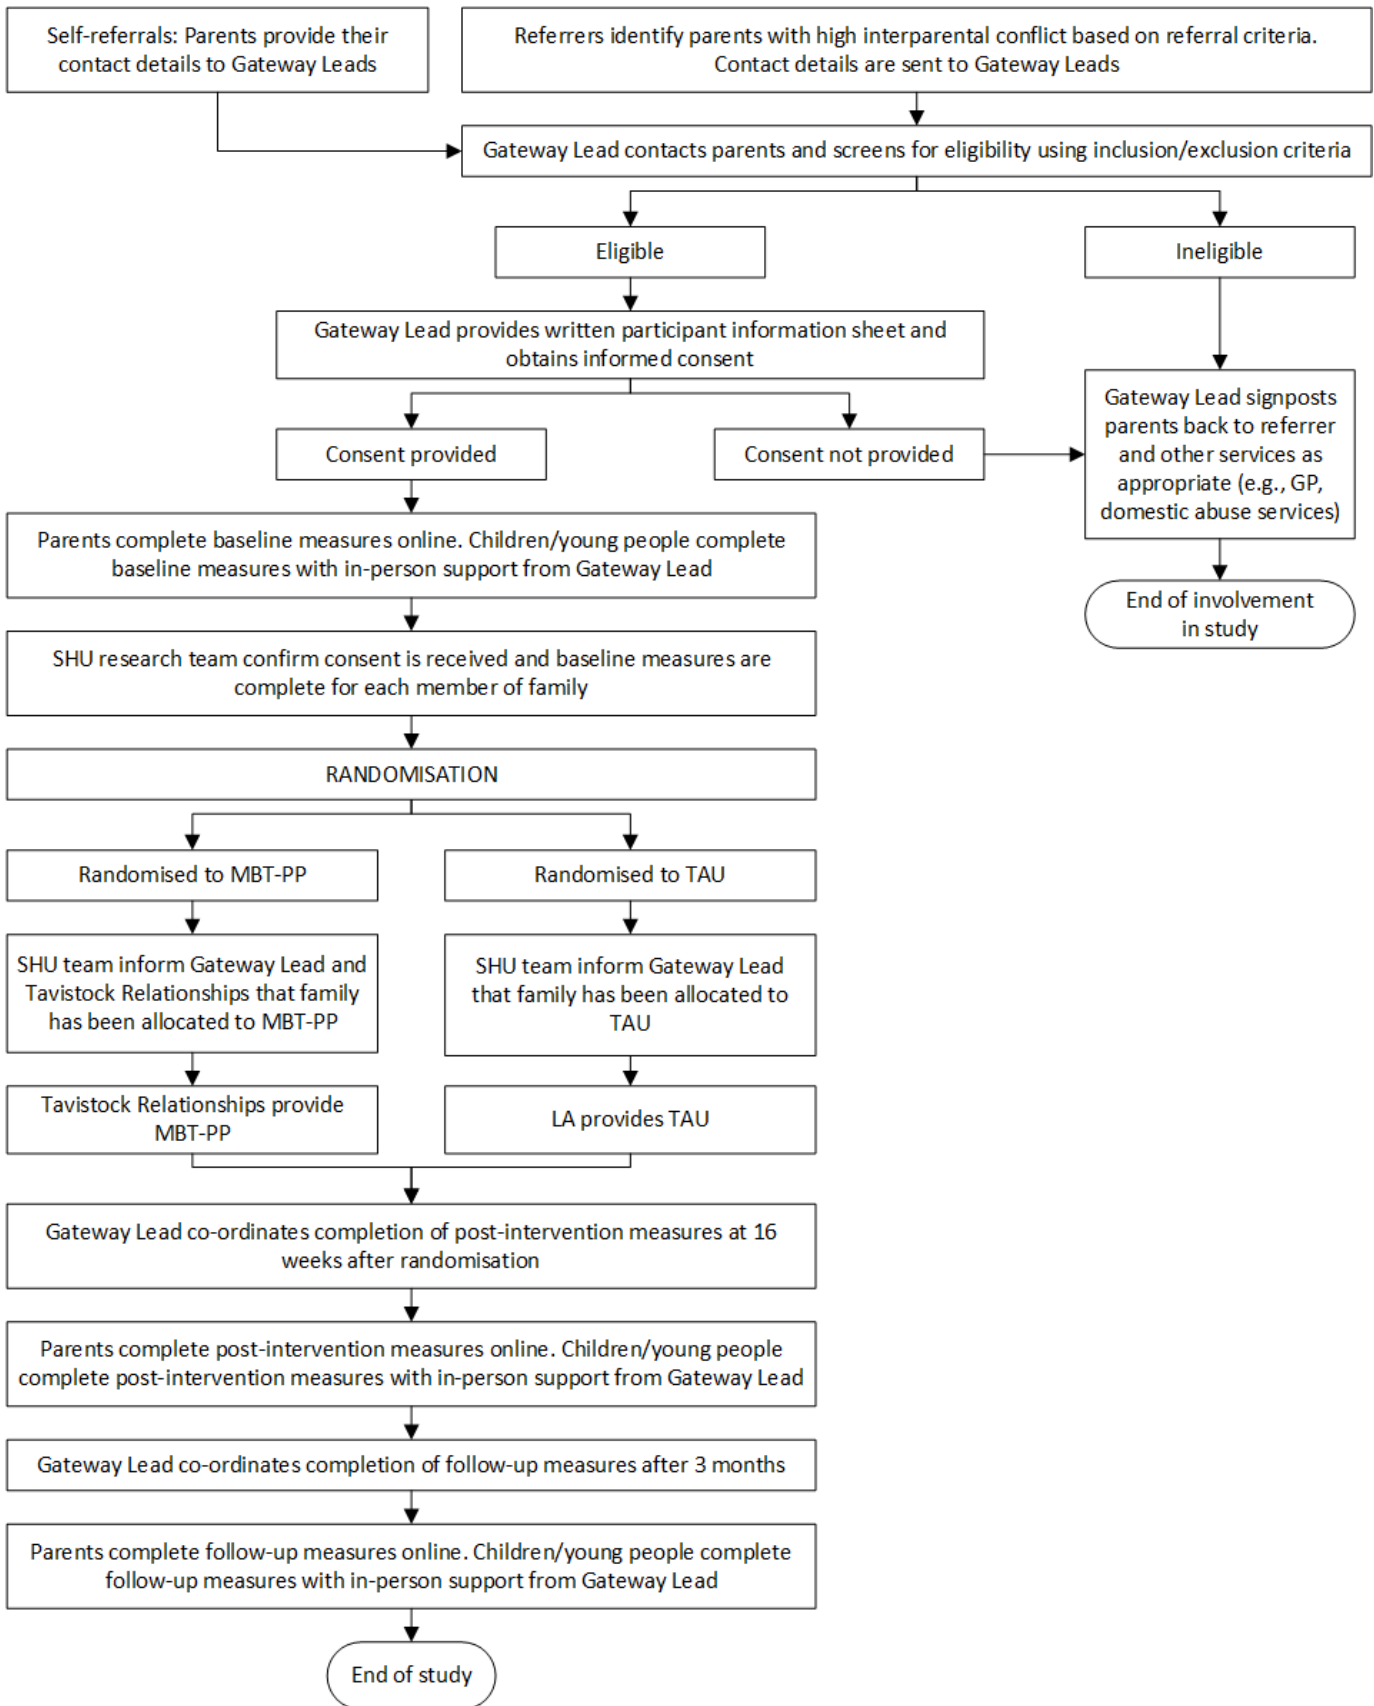 Self-referrals: Parents provide their
contact details to Gateway Leads
Referrers identify parents with high interparental conflict based on referral criteria.
Contact details are sent to Gateway Leads
Gateway Lead contacts parents and screens for eligibility using inclusion/exclusion criteria
Eligible
Ineligible
Gateway Lead provides written participant information sheet and
obtains informed consent
Consent provided
Consent not provided
Gateway Lead signposts
parents back to referrer
and other services as
appropriate (e.g., GP,
domestic abuse services)
End of involvement
in study
Parents complete baseline measures online. Children/young people complete
baseline measures with in-person support from Gateway Lead
SHU research team confirm consent is received and baseline measures are
complete for each member of family
RANDOMISATION
Randomised to MBT-PP
Randomised to TAU
SHU team inform Gateway Lead and
Tavistock Relationships that family
has been allocated to MBT-PP
SHU team inform Gateway Lead
that family has been allocated to
TAU
Tavistock Relationships provide
MBT-PP
LA provides TAU
Gateway Lead co-ordinates completion of post-intervention measures at 16
weeks after randomisation
Parents complete post-intervention measures online. Children/young people
complete post-intervention measures with in-person support from Gateway Lead
Gateway Lead co-ordinates completion of follow-up measures after 3 months
Parents complete follow-up measures online. Children/young people complete
follow-up measures with in-person support from Gateway Lead
End of study